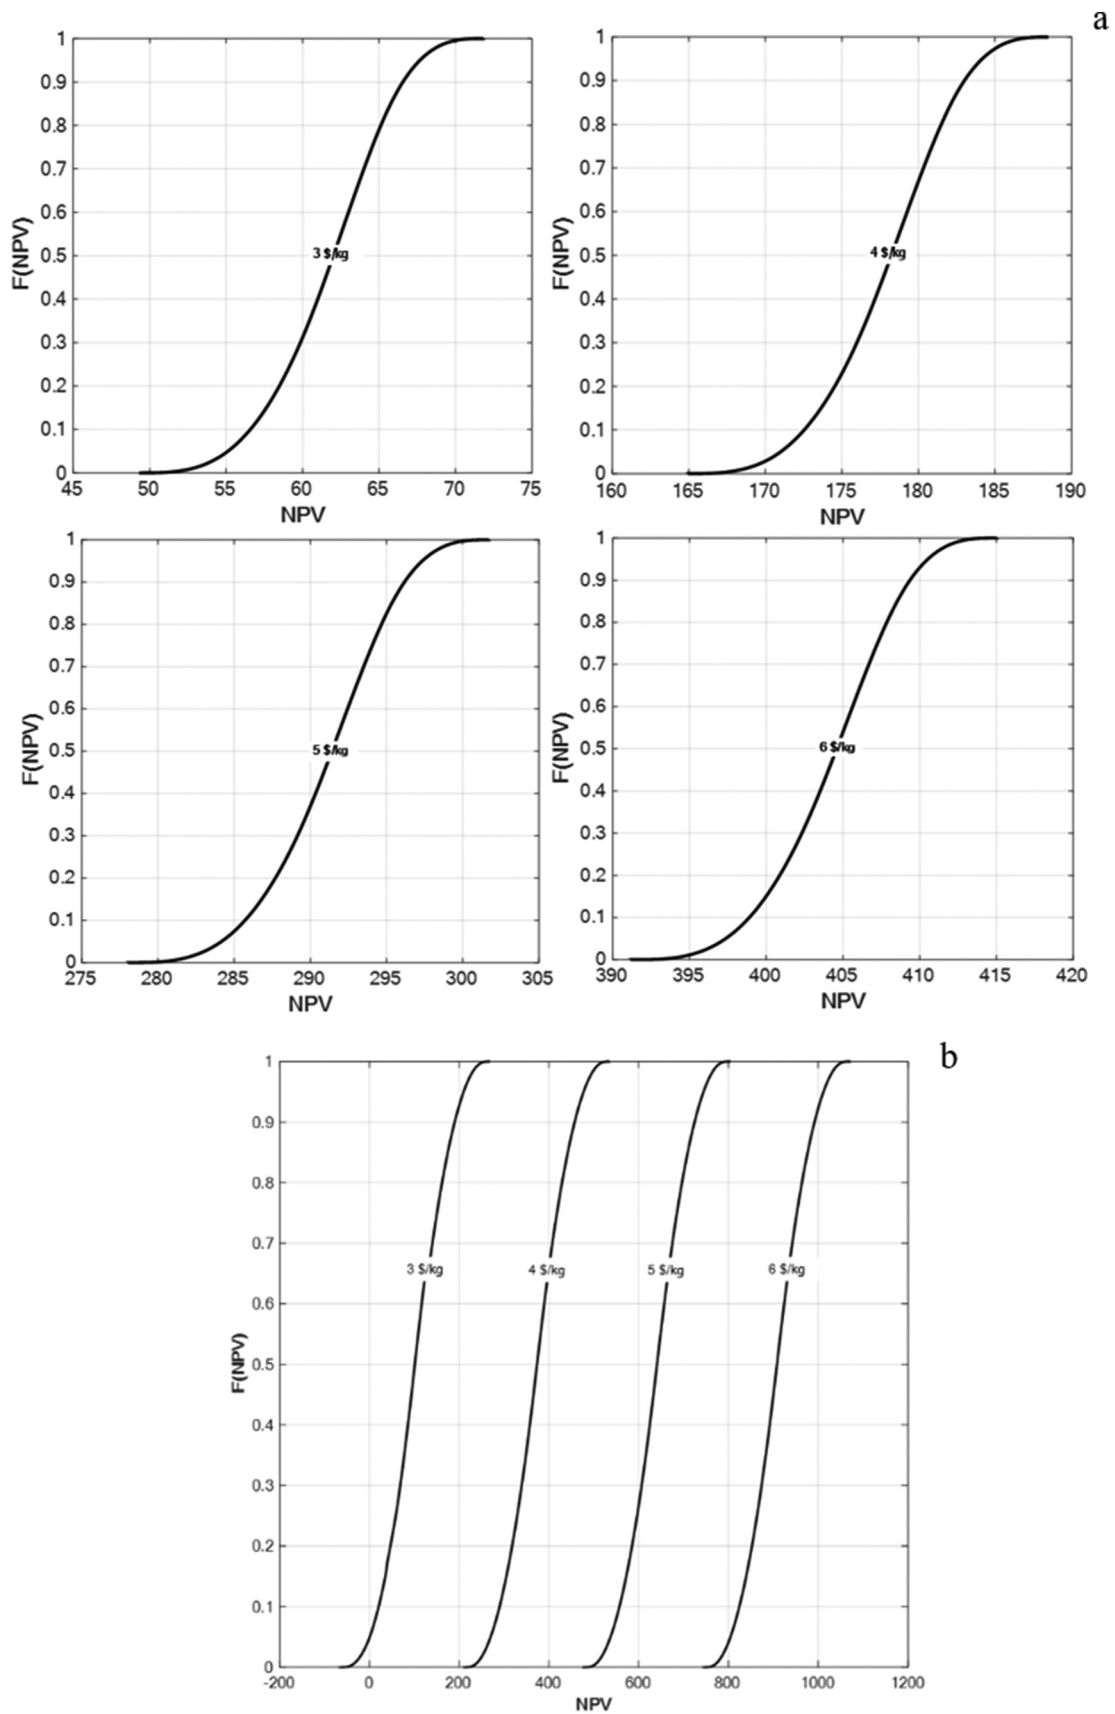 a
1
0.9
0.8
0.7
0.6
0.5
0.4
0.3
0.2
0.1
0
F(NPV)
3 $/kg
45 50 55 60 65 70 75
NPV
1
0.9
0.8
0.7
0.6
0.5
0.4
0.3
0.2
0.1
0
F(NPV)
4 $/kg
160 165 170 175 180 185 190
NPV
1
0.9
0.8
0.7
0.6
0.5
0.4
0.3
0.2
0.1
0
F(NPV)
5 $/kg
275 280 285 290 295 300 305
NPV
1
0.9
0.8
0.7
0.6
0.5
0.4
0.3
0.2
0.1
0
F(NPV)
6 $/kg
390 395 400 405 410 415 420
NPV
b
1
0.9
0.8
0.7
0.6
0.5
0.4
0.3
0.2
0.1
0
F(NPV)
3 $/kg 4 $/kg 5 $/kg 6 $/kg
-200 0 200 400 600 800 1000 1200
NPV